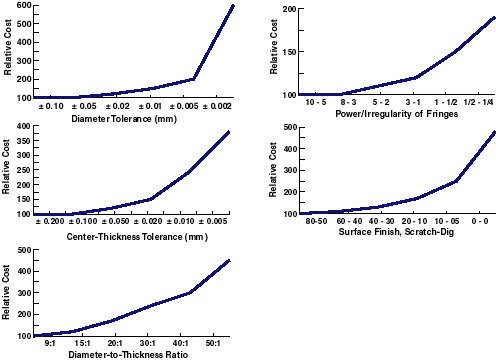 Relative Cost
600
500
400
300
200
100
± 0.10 ± 0.05 ± 0.02 ± 0.01 ± 0.005 ± 0.002
Diameter Tolerance (mm)
Relative Cost
200
150
100
10 - 5 8 - 3 5 - 2 3 - 1 1 - 1/2 1/2 - 1/4
Power/Irregularity of Fringes
Relative Cost
400
350
300
250
200
150
100
± 0.200 ± 0.100 ± 0.050 ± 0.020 ± 0.010 ± 0.005
Center-Thickness Tolerance (mm)
Relative Cost
500
400
300
200
100
80-50 60 - 40 40 - 30 20 - 10 10 - 05 0 - 0
Surface Finish, Scratch-Dig
Relative Cost
500
400
300
200
100
9:1 15:1 20:1 30:1 40:1 50:1
Diameter-to-Thickness Ratio